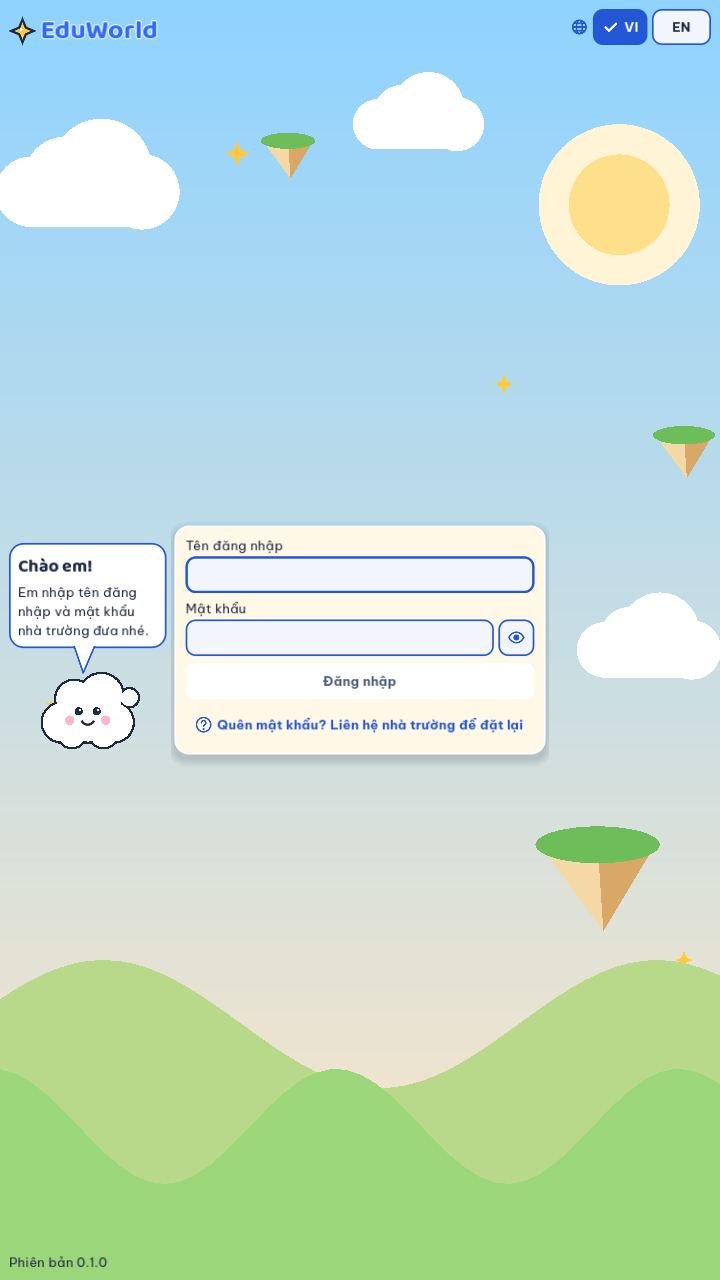 EduWorld
VI
EN
Chào em!
Em nhập tên đăng
nhập và mật khẩu
nhà trường đưa nhé.
Tên đăng nhập
Mật khẩu
Đăng nhập
Quên mật khẩu? Liên hệ nhà trường để đặt lại
Phiên bản 0.1.0